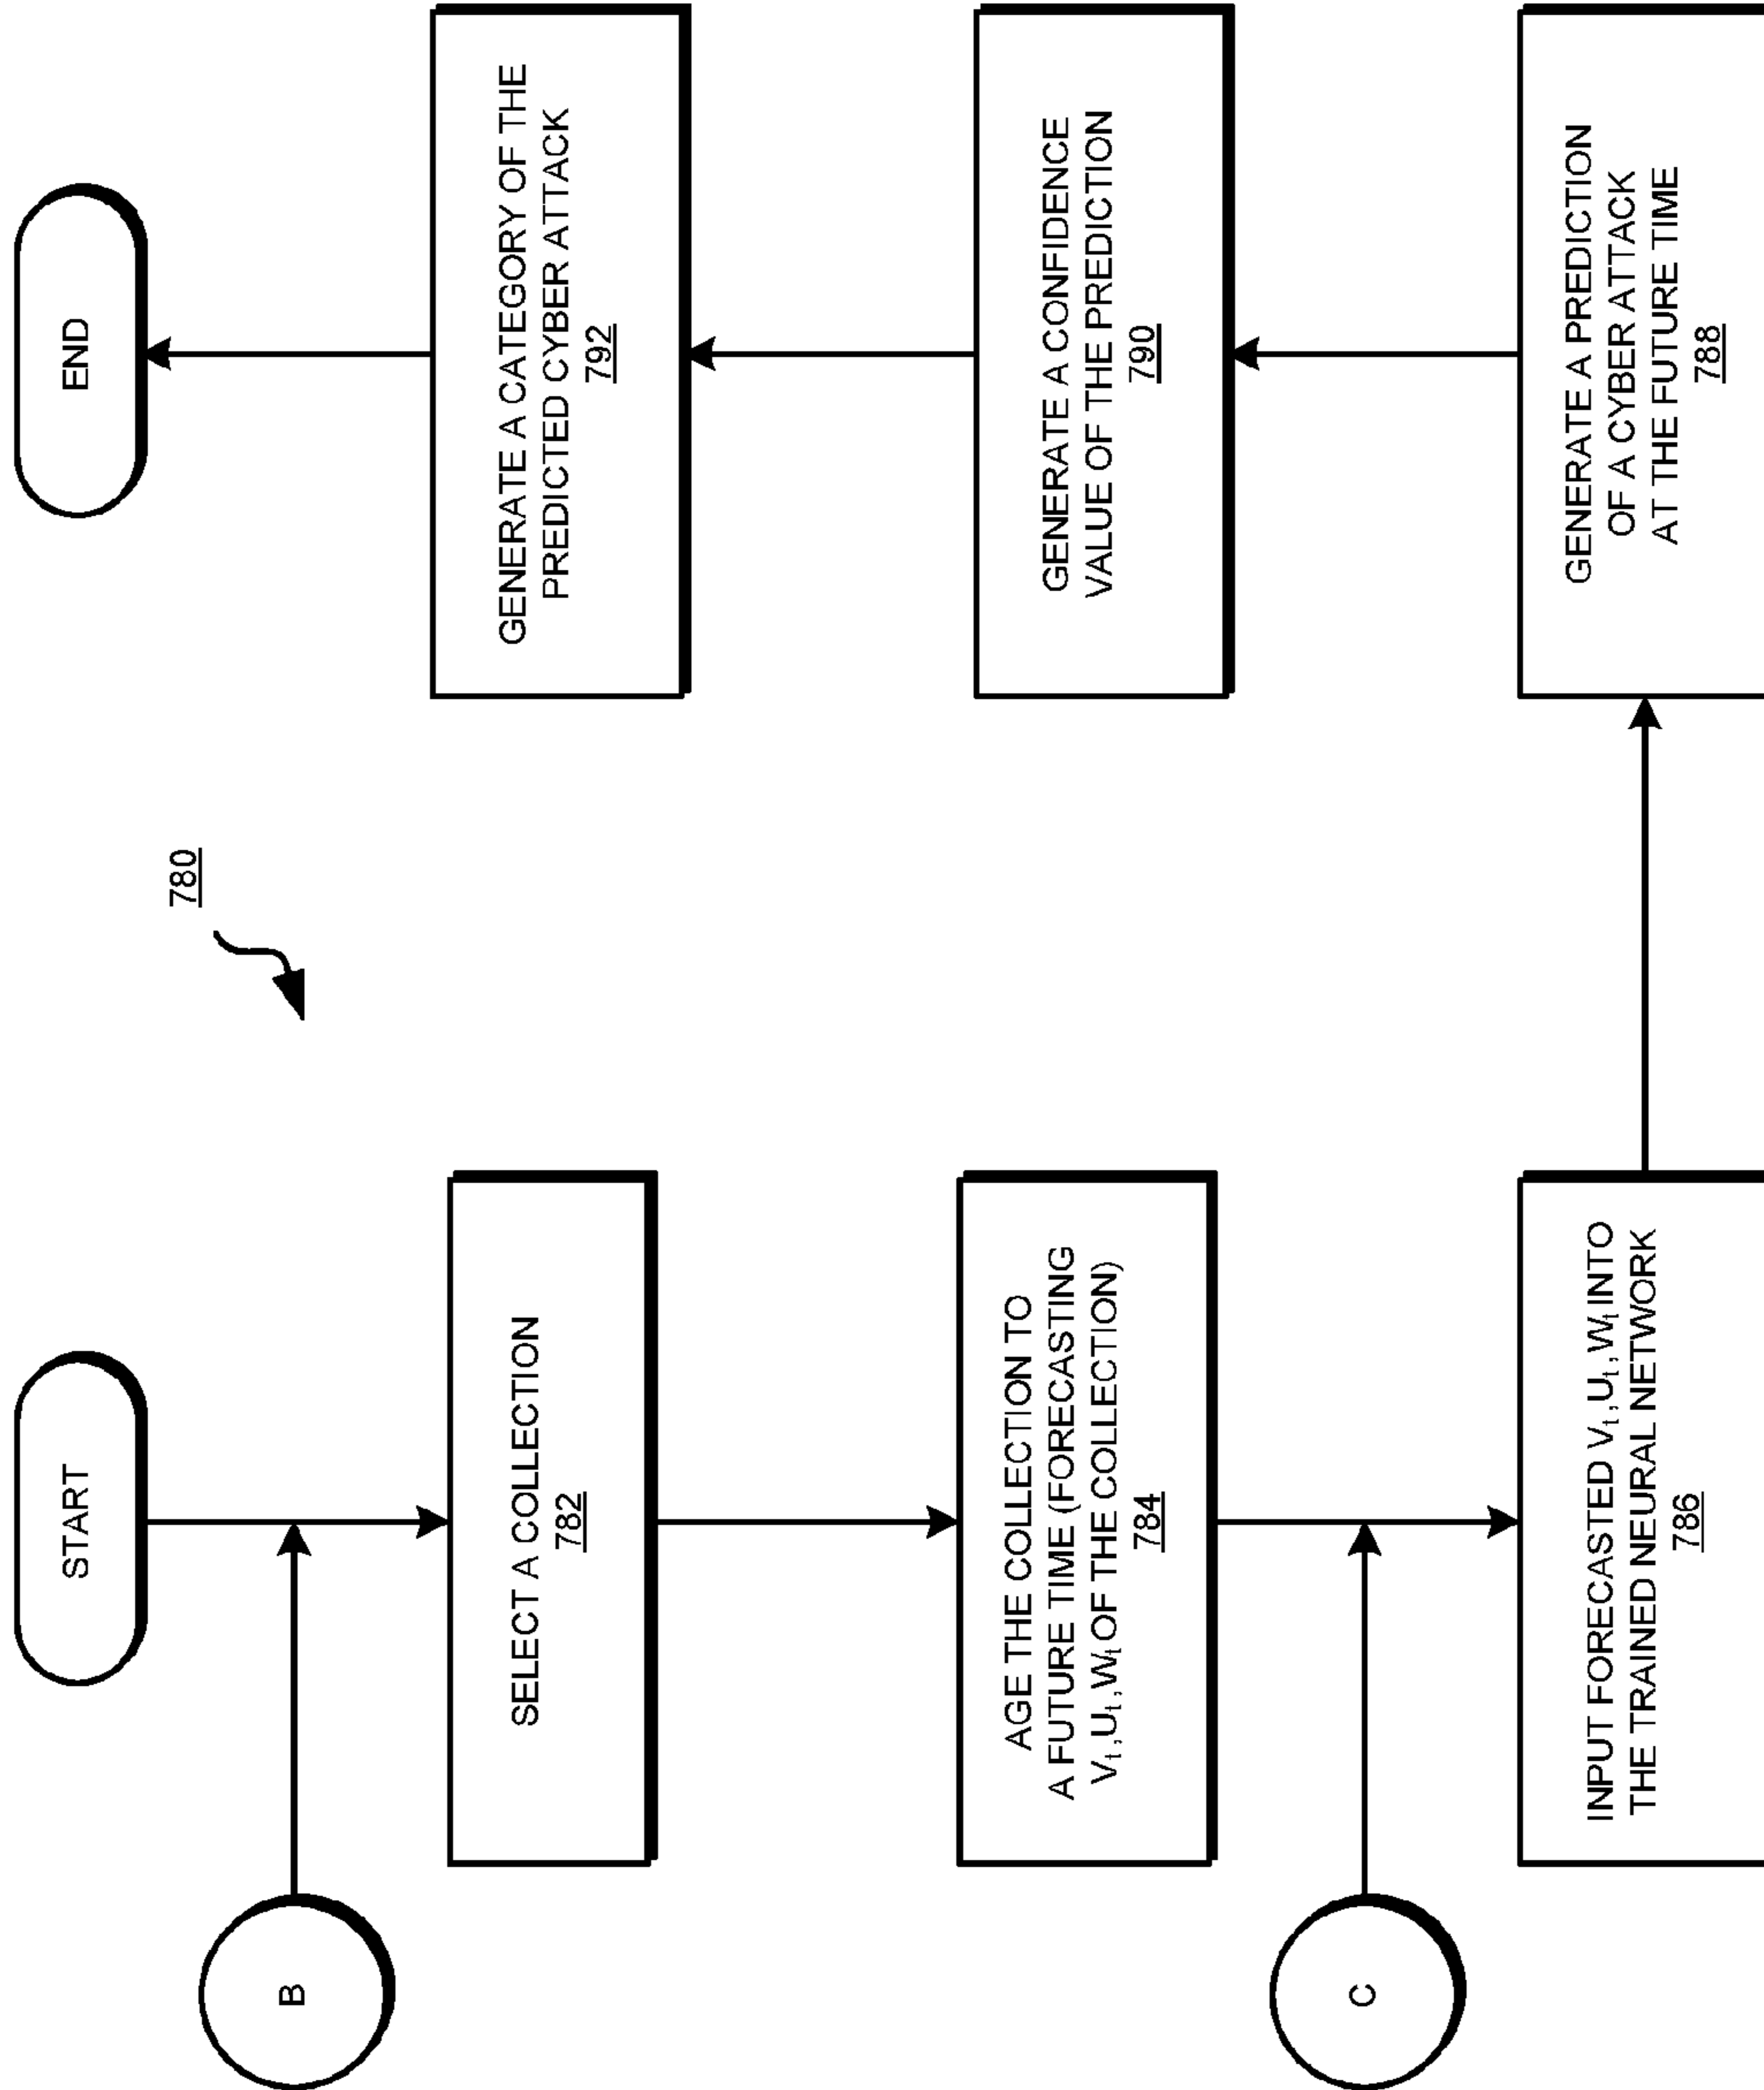 START
B
SELECT A COLLECTION
782
AGE THE COLLECTION TO
A FUTURE TIME (FORECASTING
Vt, Ut, Wt OF THE COLLECTION)
784
C
INPUT FORECASTED Vt, Ut, Wt INTO
THE TRAINED NEURAL NETWORK
786
780
GENERATE A PREDICTION
OF A CYBER ATTACK
AT THE FUTURE TIME
788
GENERATE A CONFIDENCE
VALUE OF THE PREDICTION
790
GENERATE A CATEGORY OF THE
PREDICTED CYBER ATTACK
792
END